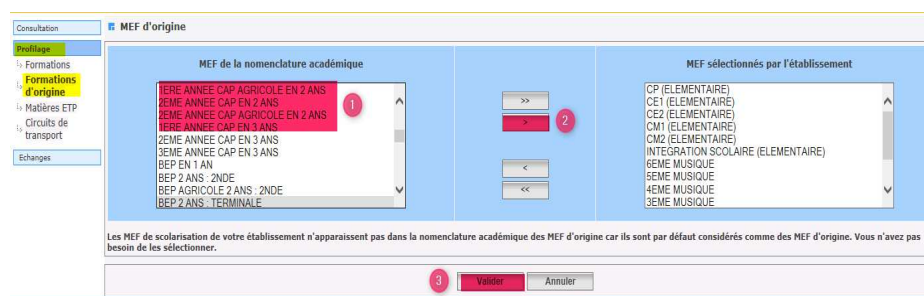 Consultation
MEF d'origine
Profilage
Formations
Formations
d'origine
Matières ETP
Circuits de
transport
Echanges
MEF de la nomenclature académique
1ERE ANNEE CAP AGRICOLE EN 2 ANS
2EME ANNEE CAP EN 2 ANS
2EME ANNEE CAP AGRICOLE EN 2 ANS
1ERE ANNEE CAP EN 3 ANS
2EME ANNEE CAP EN 3 ANS
3EME ANNEE CAP EN 3 ANS
BEP EN 1 AN
BEP 2 ANS : 2NDE
BEP AGRICOLE 2 ANS : 2NDE
BEP 2 ANS : TERMINALE
1
>>
>
2
<
<<
MEF sélectionnés par l'établissement
CP (ELEMENTAIRE)
CE1 (ELEMENTAIRE)
CE2 (ELEMENTAIRE)
CM1 (ELEMENTAIRE)
CM2 (ELEMENTAIRE)
INTEGRATION SCOLAIRE (ELEMENTAIRE)
6EME MUSIQUE
5EME MUSIQUE
4EME MUSIQUE
3EME MUSIQUE
Les MEF de scolarisation de votre établissement n'apparaissent pas dans la nomenclature académique des MEF d'origine car ils sont par défaut considérés comme des MEF d'origine. Vous n'avez pas
besoin de les sélectionner.
3 Valider Annuler